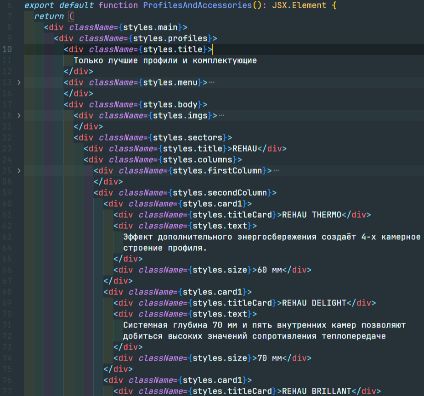 export default function ProfilesAndAccessories(): JSX.Element {
return (
<div className={styles.main}>
<div className={styles.profiles}>
10 <div className={styles.title}>
Только лучшие профили и комплектующие
</div>
<div className={styles.menu}>
</div>
<div className={styles.body}>
<div className={styles.imgs}>
</div>
<div className={styles.sectors}>
<div className={styles.title}>REHAU</div>
<div className={styles.columns}>
<div className={styles.firstColumn}>
</div>
<div className={styles.secondColumn}>
<div className={styles.card1}>
<div className={styles.titleCard}>REHAU THERMO</div>
<div className={styles.text}>
Эффект дополнительного энергосбережения создаёт 4-х камерное
строение профиля.
</div>
<div className={styles.size}>60 мм</div>
</div>
<div className={styles.card1}>
<div className={styles.titleCard}>REHAU DELIGHT</div>
<div className={styles.text}>
Системная глубина 70 мм и пять внутренних камер позволяют
добиться высоких значений сопротивления теплопередаче
</div>
<div className={styles.size}>70 мм</div>
</div>
<div className={styles.card1}>
<div className={styles.titleCard}>REHAU BRILLANT</div>